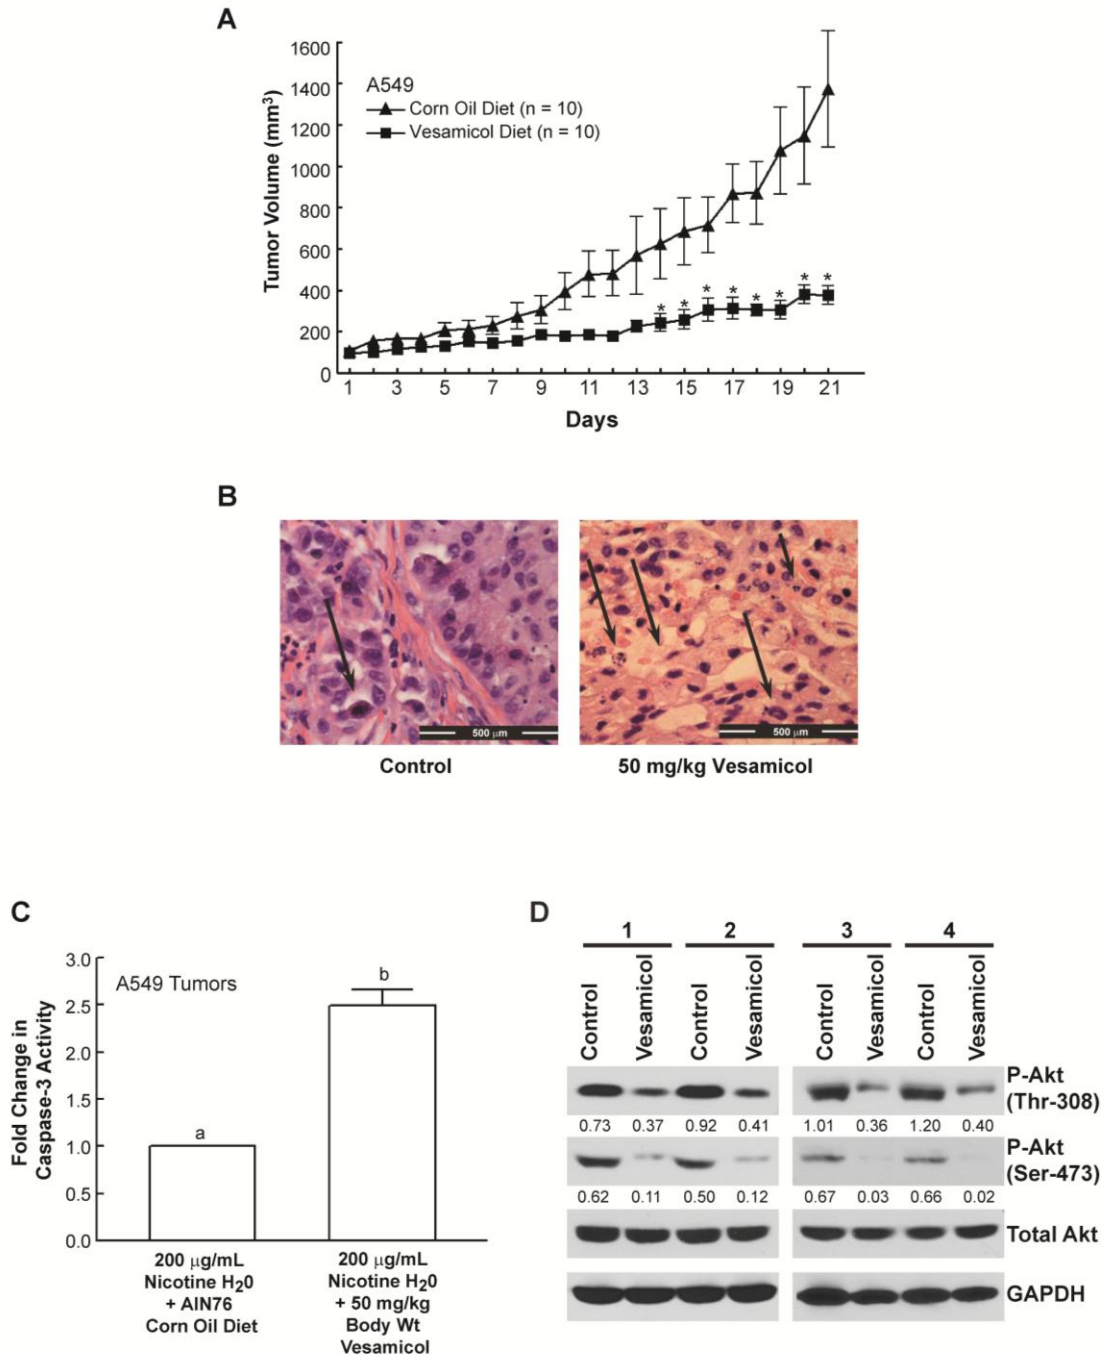 A
1600
1400
1200
1000
800
600
400
200
0
Tumor Volume (mm³)
A549
Corn Oil Diet (n = 10)
Vesamicol Diet (n = 10)
* * * * * * * *
1 3 5 7 9 11 13 15 17 19 21
Days
B
500 μm
500 μm
Control
50 mg/kg Vesamicol
C
3.0
2.5
2.0
1.5
1.0
0.5
0.0
Fold Change in
Caspase-3 Activity
A549 Tumors
a
b
200 μg/mL
Nicotine H₂0
+ AIN76
Corn Oil Diet
200 μg/mL
Nicotine H₂0
+ 50 mg/kg
Body Wt
Vesamicol
D
1 2 3 4
Control Vesamicol Control Vesamicol Control Vesamicol Control Vesamicol
P-Akt
(Thr-308)
0.73 0.37 0.92 0.41 1.01 0.36 1.20 0.40
P-Akt
(Ser-473)
0.62 0.11 0.50 0.12 0.67 0.03 0.66 0.02
Total Akt
GAPDH